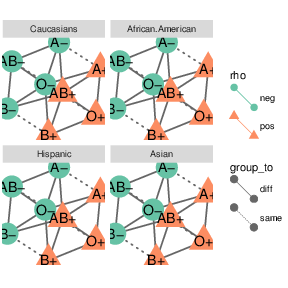 Caucasians
African.American
A−
AB−
A+
O−
AB+
B−
O+
B+
A−
AB−
A+
O−
AB+
B−
O+
B+
Hispanic
Asian
A−
AB−
A+
O−
AB+
B−
O+
B+
A−
AB−
A+
O−
AB+
B−
O+
B+
rho
neg
pos
group_to
diff
same